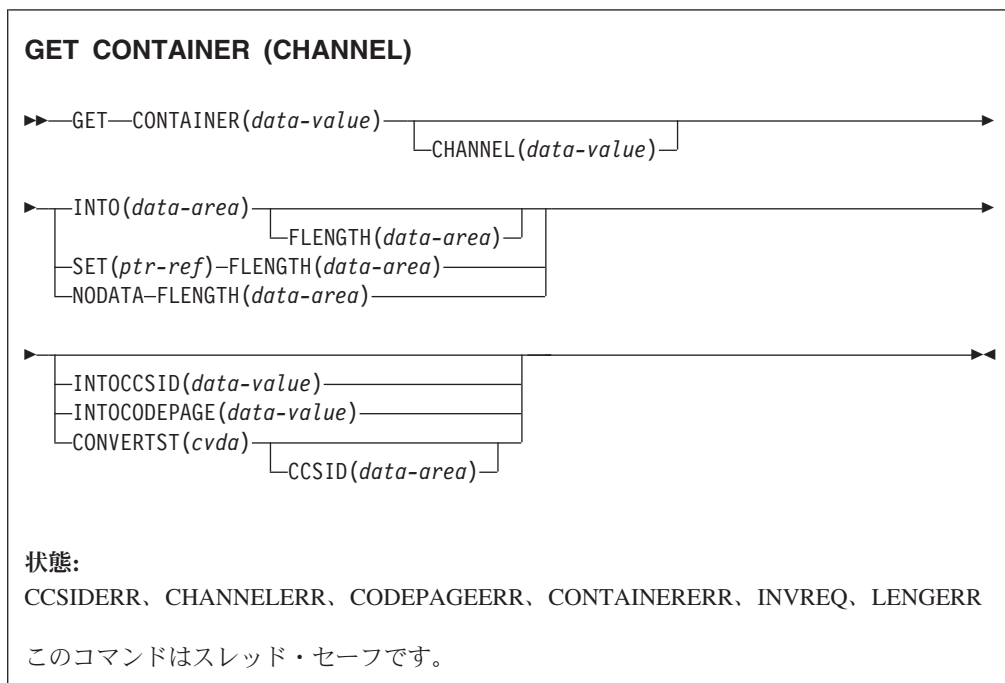 GET CONTAINER (CHANNEL)
GET CONTAINER(data-value)
CHANNEL(data-value)
INTO(data-area)
FLENGTH(data-area)
SET(ptr-ref) FLENGTH(data-area)
NODATA FLENGTH(data-area)
INTOCCSID(data-value)
INTOCODEPAGE(data-value)
CONVERTST(cvda)
CCSID(data-area)
状態:
CCSIDERR、CHANNELERR、CODEPAGEERR、CONTAINERERR、INVREQ、LENGERR
このコマンドはスレッド・セーフです。